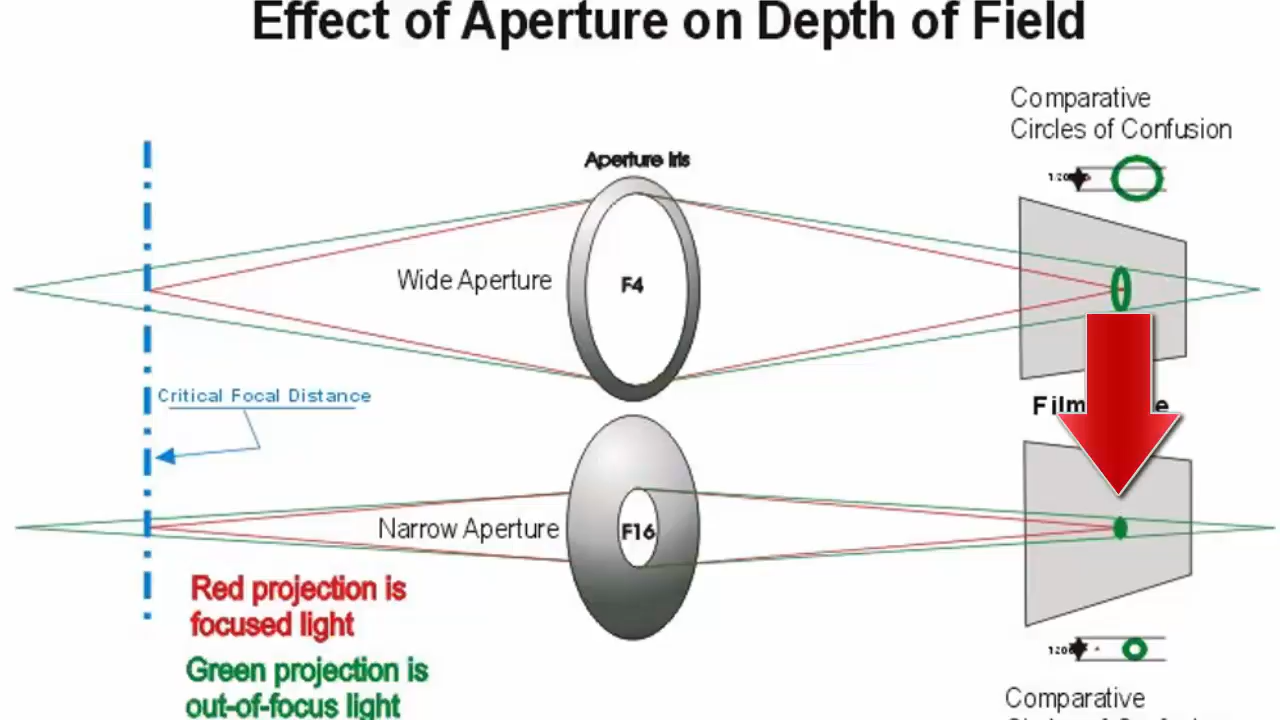 Effect of Aperture on Depth of Field
Comparative
Circles of Confusion
Aperture Iris
Wide Aperture
F4
Critical Focal Distance
Film
Narrow Aperture
F16
Red projection is
focused light
Green projection is
out-of-focus light
Comparative